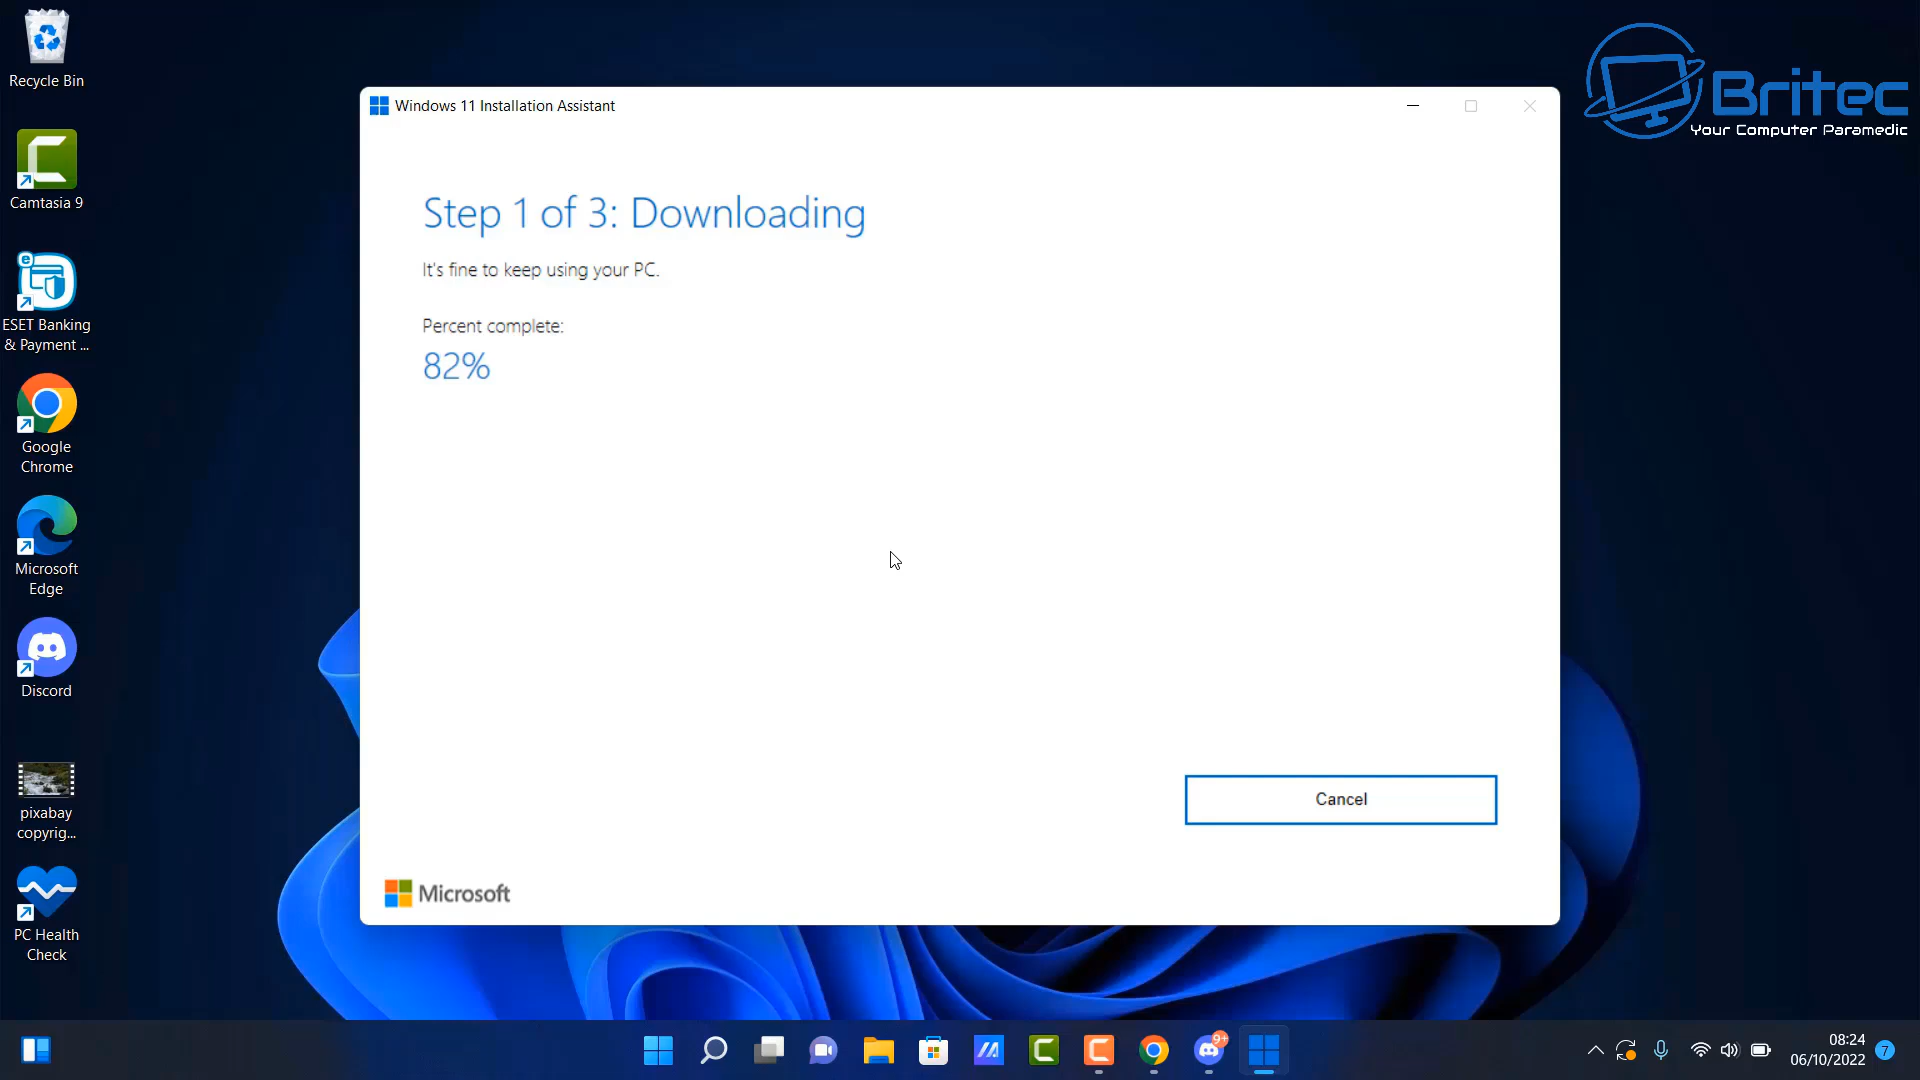 Recycle Bin
Camtasia 9
ESET Banking
& Payment ...
Google
Chrome
Microsoft
Edge
Discord
pixabay
copyrig...
PC Health
Check
Windows 11 Installation Assistant
Step 1 of 3: Downloading
It's fine to keep using your PC.
Percent complete:
82%
Cancel
Microsoft
Britec
Your Computer Paramedic
9+
08:24
06/10/2022
7